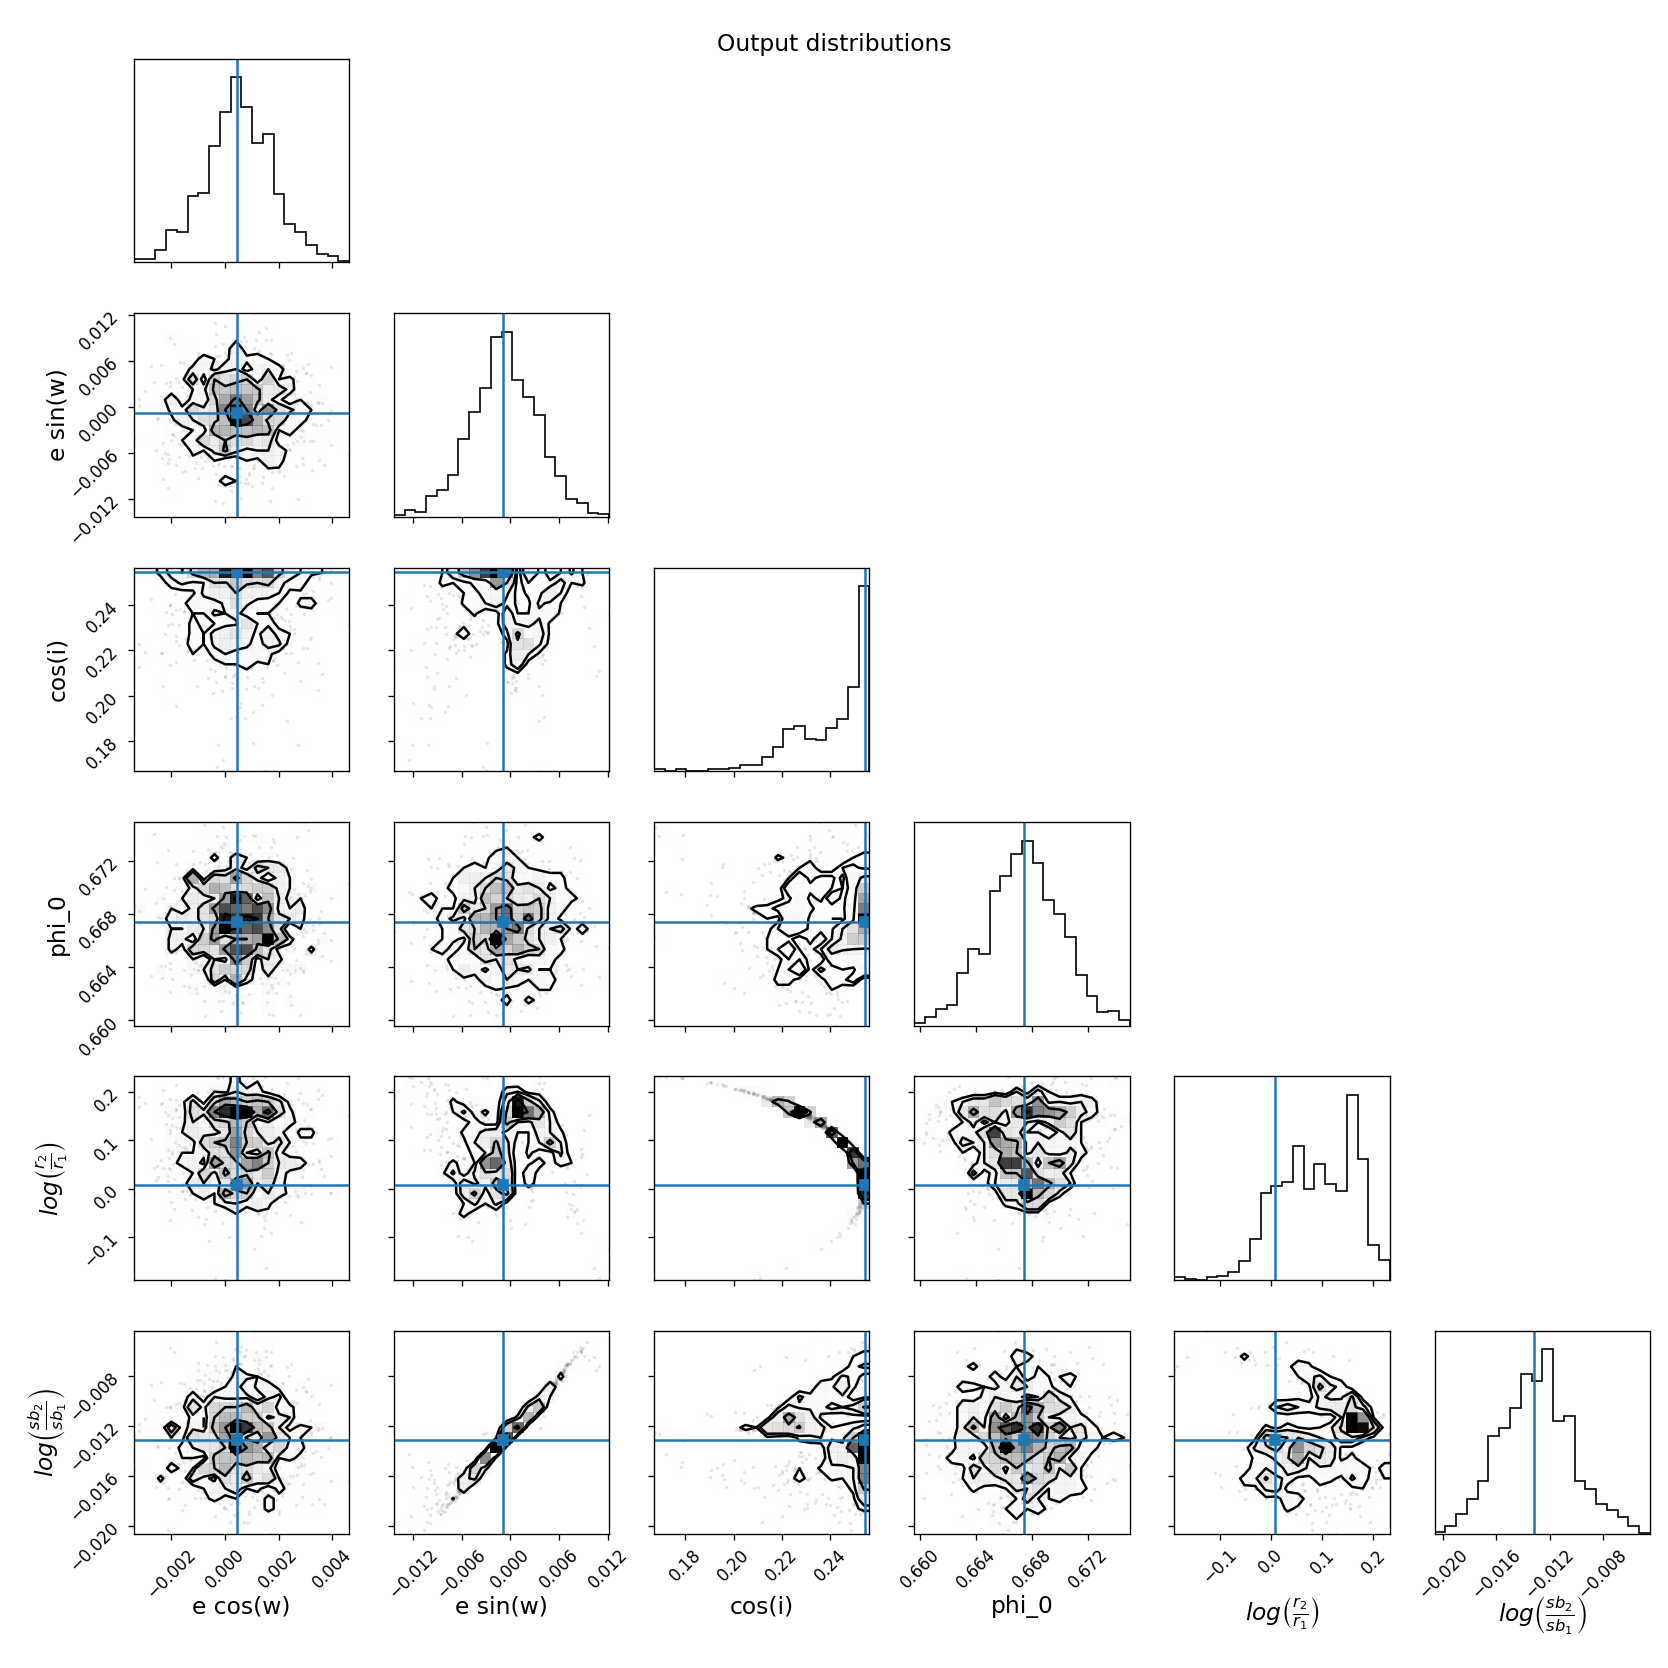 Output distributions
0.012
0.006
0.000
−0.006
−0.012
e sin(w)
0.24
0.22
0.20
0.18
cos(i)
0.672
0.668
0.664
0.660
phi_0
0.2
0.1
0.0
−0.1
log(r₂/r₁)
−0.008
−0.012
−0.016
−0.020
log(sb₂/sb₁)
−0.002 0.000 0.002 0.004
−0.012 −0.006 0.000 0.006 0.012
0.18 0.20 0.22 0.24
0.660 0.664 0.668 0.672
−0.1 0.0 0.1 0.2
−0.020 −0.016 −0.012 −0.008
e cos(w)
e sin(w)
cos(i)
phi_0
log(r₂/r₁)
log(sb₂/sb₁)